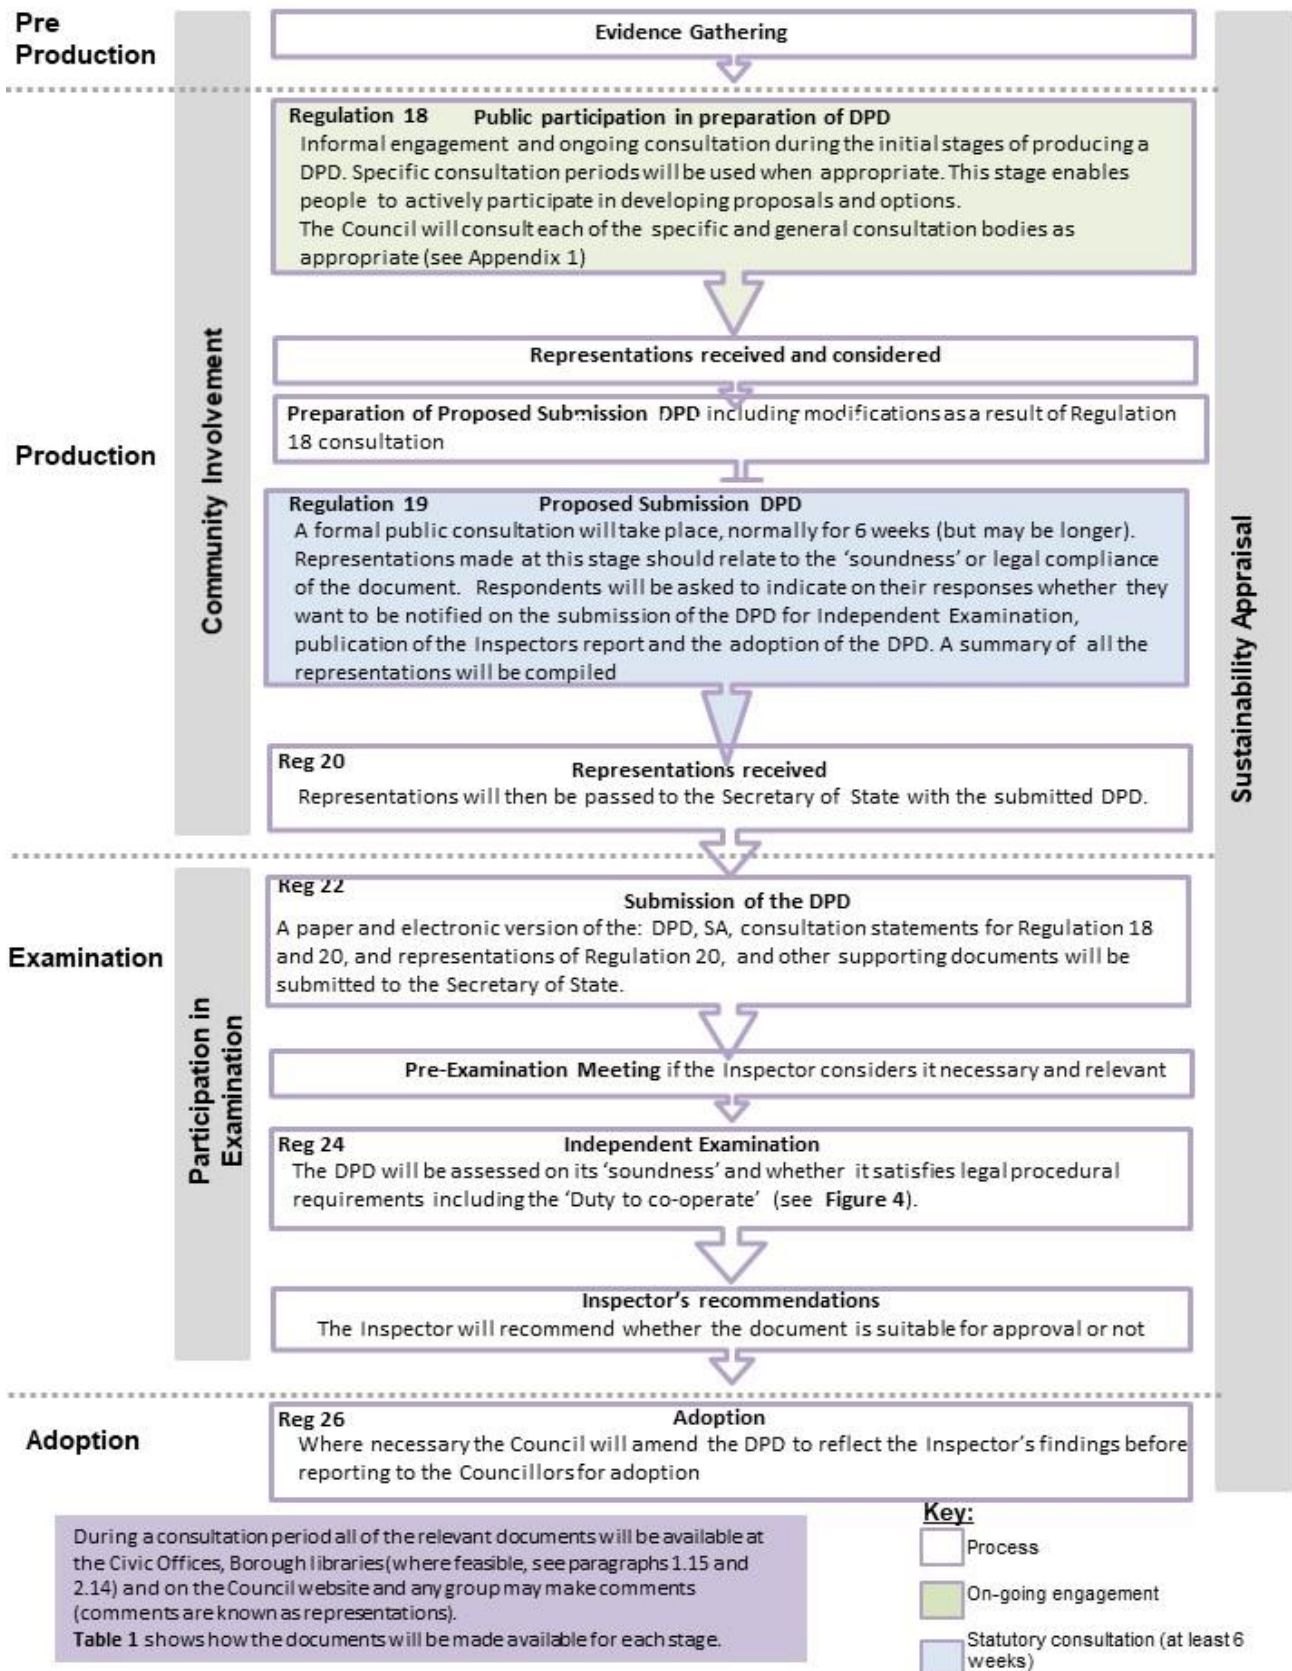 Pre
Production
Evidence Gathering
Regulation 18 Public participation in preparation of DPD
Informal engagement and ongoing consultation during the initial stages of producing a
DPD. Specific consultation periods will be used when appropriate. This stage enables
people to actively participate in developing proposals and options.
The Council will consult each of the specific and general consultation bodies as
appropriate (see Appendix 1)
Community Involvement
Representations received and considered
Production
Preparation of Proposed Submission DPD including modifications as a result of Regulation
18 consultation
Regulation 19 Proposed Submission DPD
A formal public consultation will take place, normally for 6 weeks (but may be longer).
Representations made at this stage should relate to the ‘soundness’ or legal compliance
of the document. Respondents will be asked to indicate on their responses whether they
want to be notified on the submission of the DPD for Independent Examination,
publication of the Inspectors report and the adoption of the DPD. A summary of all the
representations will be compiled
Sustainability Appraisal
Reg 20
Representations received
Representations will then be passed to the Secretary of State with the submitted DPD.
Examination
Participation in
Examination
Reg 22
Submission of the DPD
A paper and electronic version of the: DPD, SA, consultation statements for Regulation 18
and 20, and representations of Regulation 20, and other supporting documents will be
submitted to the Secretary of State.
Pre-Examination Meeting if the Inspector considers it necessary and relevant
Reg 24 Independent Examination
The DPD will be assessed on its ‘soundness’ and whether it satisfies legal procedural
requirements including the ‘Duty to co-operate’ (see Figure 4).
Inspector’s recommendations
The Inspector will recommend whether the document is suitable for approval or not
Adoption
Reg 26 Adoption
Where necessary the Council will amend the DPD to reflect the Inspector’s findings before
reporting to the Councillors for adoption
During a consultation period all of the relevant documents will be available at
the Civic Offices, Borough libraries (where feasible, see paragraphs 1.15 and
2.14) and on the Council website and any group may make comments
(comments are known as representations).
Table 1 shows how the documents will be made available for each stage.
Key:
Process
On-going engagement
Statutory consultation (at least 6
weeks)